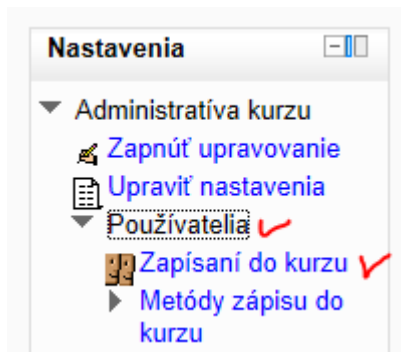 Nastavenia
Administratíva kurzu
Zapnúť upravovanie
Upraviť nastavenia
Používatelia
Zapísaní do kurzu
Metódy zápisu do
kurzu